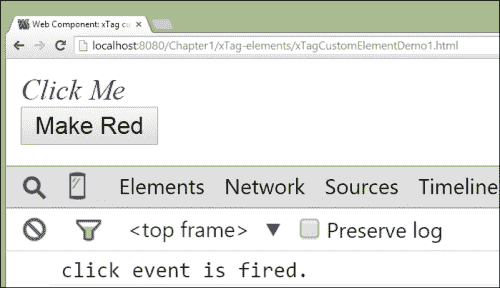 Web Component: xTag cu
localhost:8080/Chapter1/xTag-elements/xTagCustomElementDemo1.html
Click Me
Make Red
Elements Network Sources Timeline
<top frame> ▼ Preserve log
click event is fired.